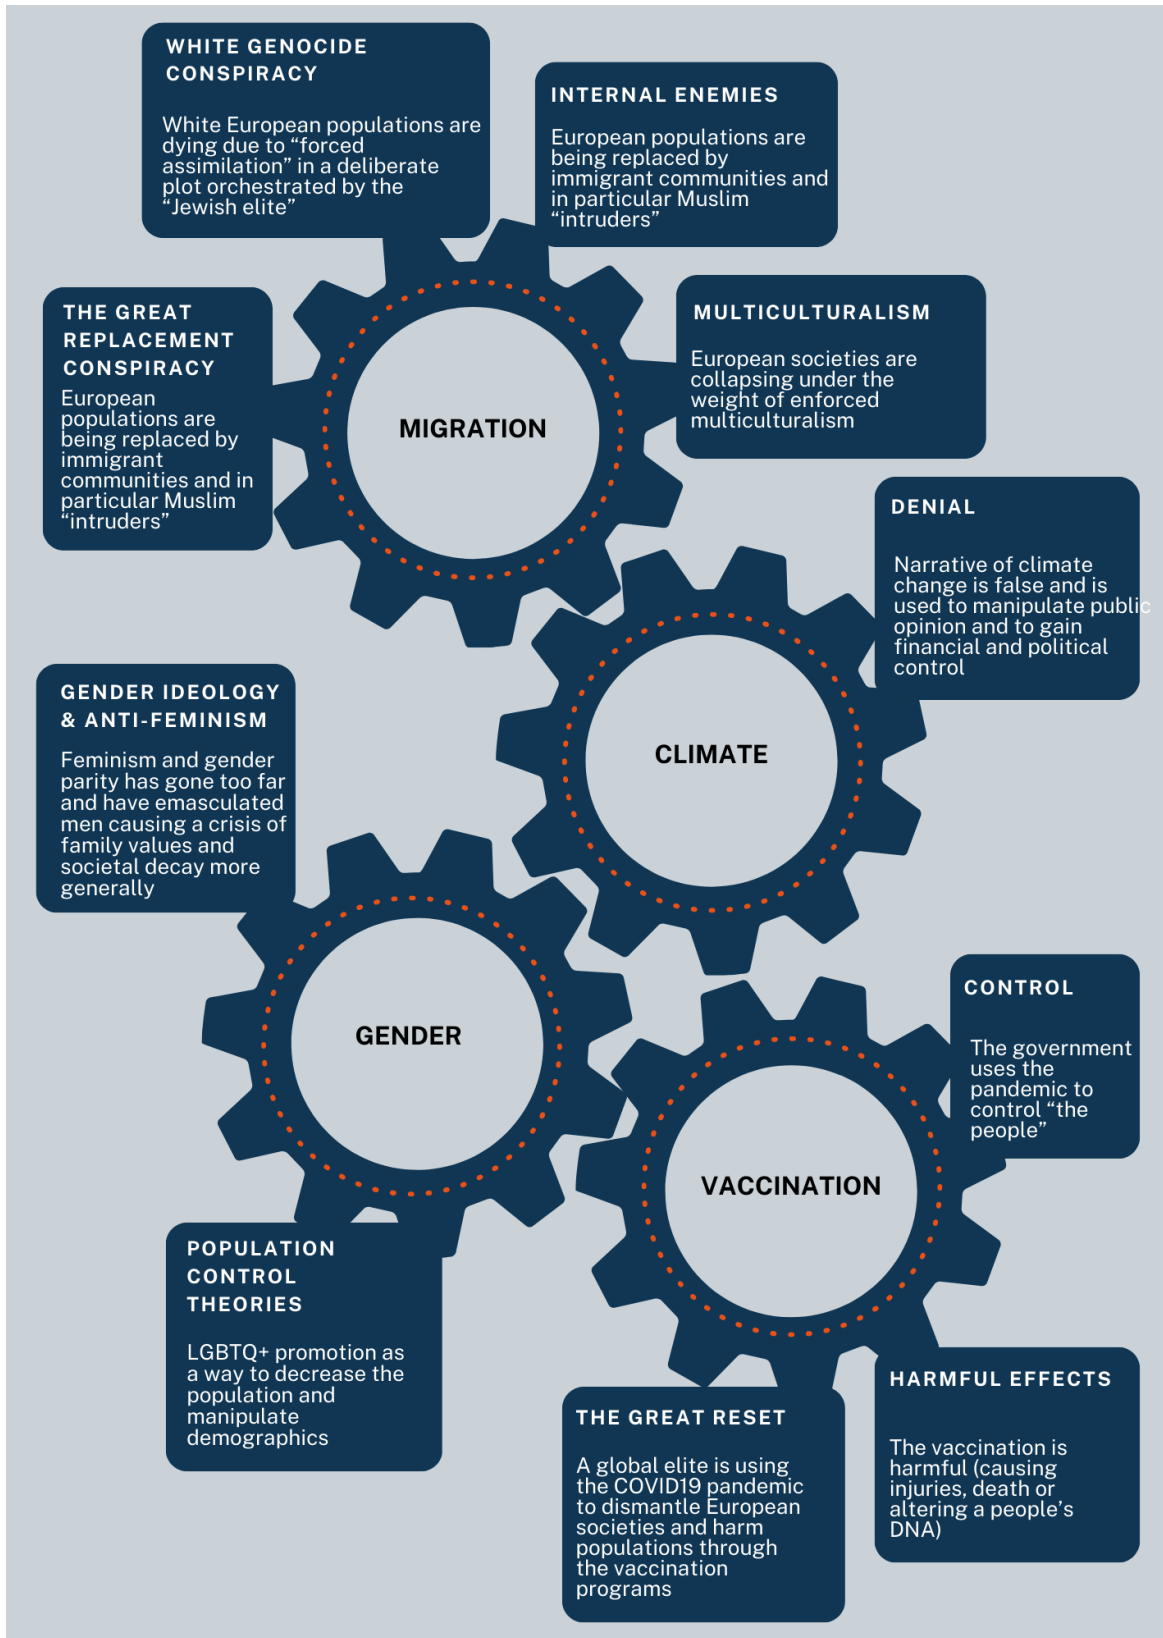 WHITE GENOCIDE
CONSPIRACY
White European populations are
dying due to “forced
assimilation” in a deliberate
plot orchestrated by the
“Jewish elite”
INTERNAL ENEMIES
European populations are
being replaced by
immigrant communities and
in particular Muslim
“intruders”
THE GREAT
REPLACEMENT
CONSPIRACY
European
populations are
being replaced by
immigrant
communities and in
particular Muslim
“intruders”
MULTICULTURALISM
European societies are
collapsing under the
weight of enforced
multiculturalism
MIGRATION
DENIAL
Narrative of climate
change is false and is
used to manipulate public
opinion and to gain
financial and political
control
CLIMATE
GENDER IDEOLOGY
& ANTI-FEMINISM
Feminism and gender
parity has gone too far
and have emasculated
men causing a crisis of
family values and
societal decay more
generally
GENDER
CONTROL
The government
uses the
pandemic to
control “the
people”
VACCINATION
POPULATION
CONTROL
THEORIES
LGBTQ+ promotion as
a way to decrease the
population and
manipulate
demographics
THE GREAT RESET
A global elite is using
the COVID19 pandemic
to dismantle European
societies and harm
populations through
the vaccination
programs
HARMFUL EFFECTS
The vaccination is
harmful (causing
injuries, death or
altering a people’s
DNA)